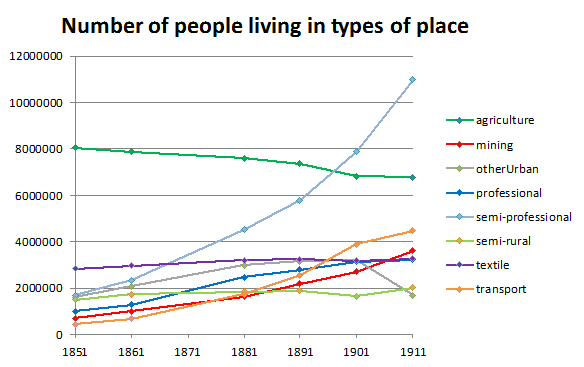 Number of people living in types of place
12000000
10000000
8000000
6000000
4000000
2000000
0
1851 1861 1871 1881 1891 1901 1911
agriculture
mining
otherUrban
professional
semi-professional
semi-rural
textile
transport